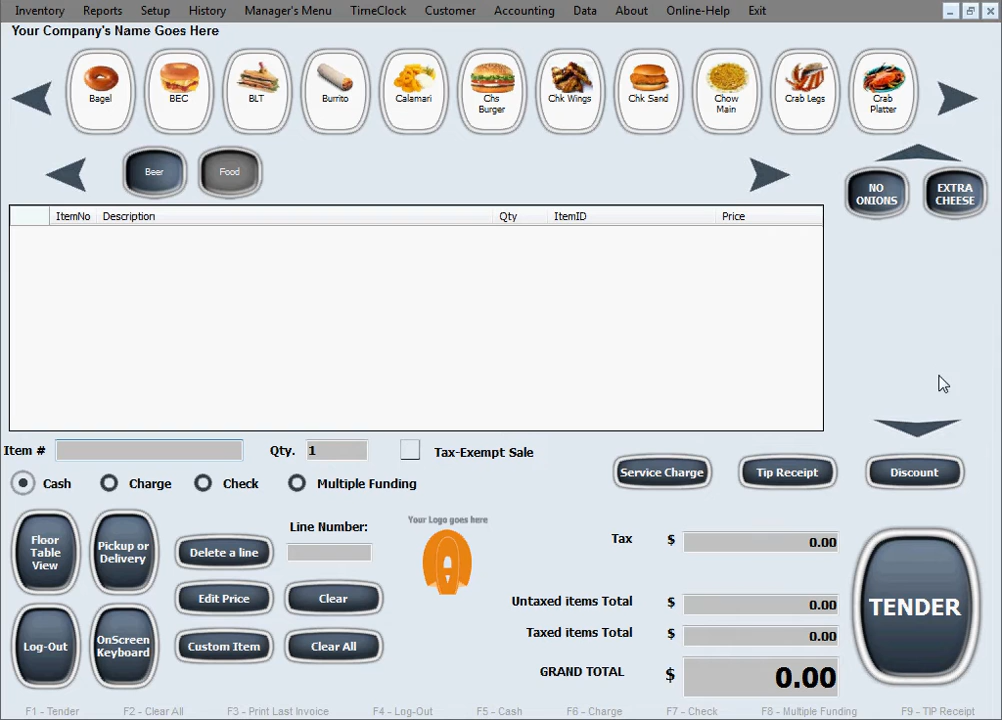 Inventory Reports Setup History Manager's Menu TimeClock Customer Accounting Data About Online-Help Exit
Your Company's Name Goes Here
Bagel
BEC
BLT
Burrito
Calamari
Chs
Burger
Chk Wings
Chk Sand
Chow
Main
Crab Legs
Crab
Platter
Beer
Food
NO
ONIONS
EXTRA
CHEESE
ItemNo Description Qty ItemID Price
Item #
Qty. 1
Tax-Exempt Sale
Service Charge
Tip Receipt
Discount
Cash Charge Check Multiple Funding
Floor
Table
View
Pickup or
Delivery
Delete a line
Line Number:
Edit Price
Clear
Log-Out
OnScreen
Keyboard
Custom Item
Clear All
Your Logo goes here
Tax $ 0.00
Untaxed items Total $ 0.00
Taxed items Total $ 0.00
GRAND TOTAL $ 0.00
TENDER
F1 - Tender F2 - Clear All F3 - Print Last Invoice F4 - Log-Out F5 - Cash F6 - Charge F7 - Check F8 - Multiple Funding F9 - TIP Receipt